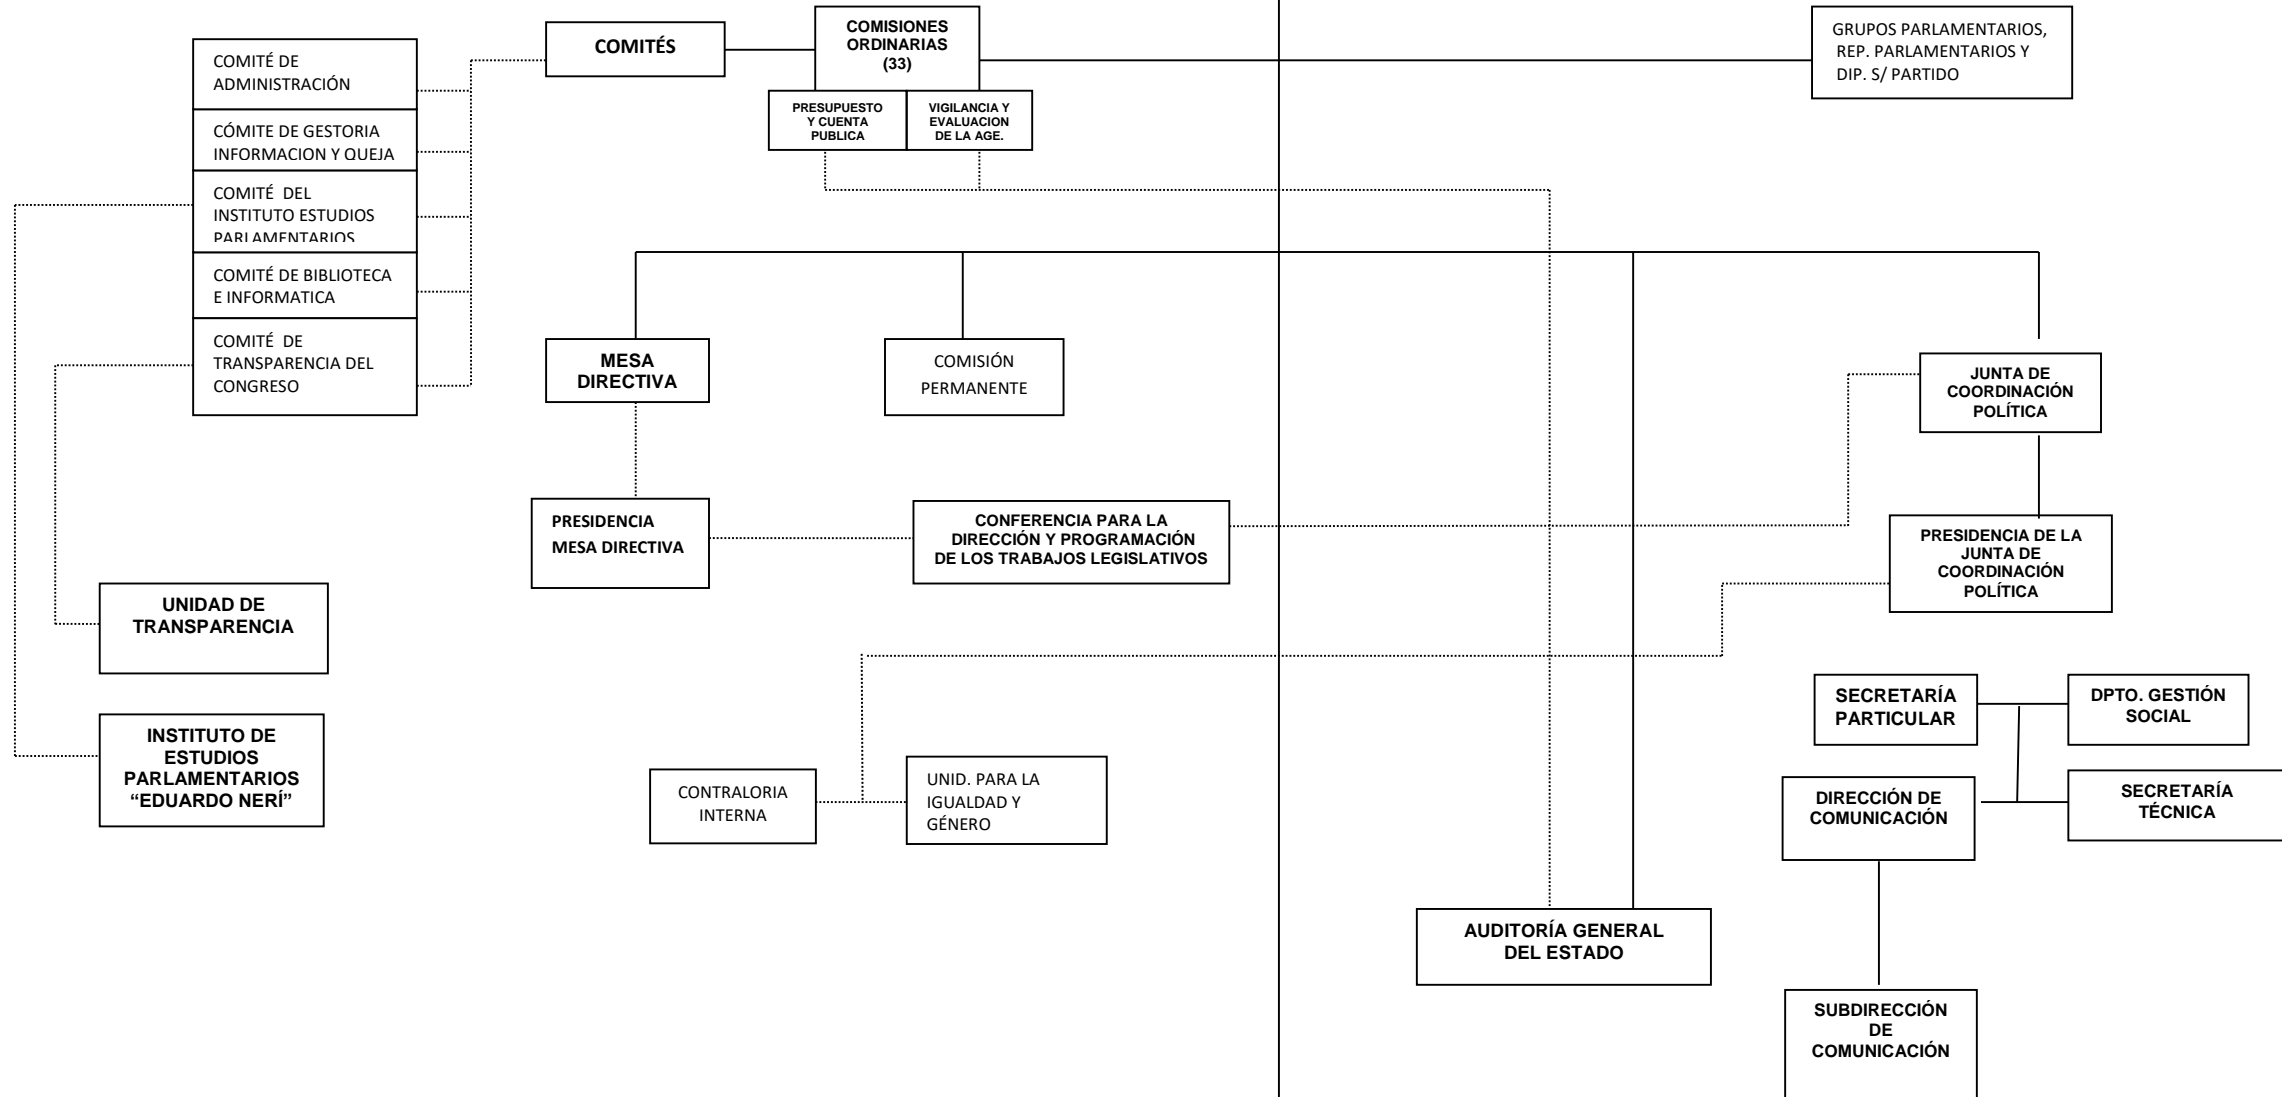 COMITÉS
COMISIONES
ORDINARIAS
(33)
GRUPOS PARLAMENTARIOS,
REP. PARLAMENTARIOS Y
DIP. S/ PARTIDO
PRESUPUESTO
Y CUENTA
PUBLICA
VIGILANCIA Y
EVALUACION
DE LA AGE.
COMITÉ DE
ADMINISTRACIÓN
CÓMITE DE GESTORIA
INFORMACION Y QUEJA
COMITÉ DEL
INSTITUTO ESTUDIOS
PARLAMENTARIOS
COMITÉ DE BIBLIOTECA
E INFORMATICA
COMITÉ DE
TRANSPARENCIA DEL
CONGRESO
MESA
DIRECTIVA
COMISIÓN
PERMANENTE
JUNTA DE
COORDINACIÓN
POLÍTICA
PRESIDENCIA
MESA DIRECTIVA
CONFERENCIA PARA LA
DIRECCIÓN Y PROGRAMACIÓN
DE LOS TRABAJOS LEGISLATIVOS
PRESIDENCIA DE LA
JUNTA DE
COORDINACIÓN
POLÍTICA
UNIDAD DE
TRANSPARENCIA
INSTITUTO DE
ESTUDIOS
PARLAMENTARIOS
“EDUARDO NERÍ”
CONTRALORIA
INTERNA
UNID. PARA LA
IGUALDAD Y
GÉNERO
SECRETARÍA
PARTICULAR
DPTO. GESTIÓN
SOCIAL
DIRECCIÓN DE
COMUNICACIÓN
SECRETARÍA
TÉCNICA
AUDITORÍA GENERAL
DEL ESTADO
SUBDIRECCIÓN
DE
COMUNICACIÓN